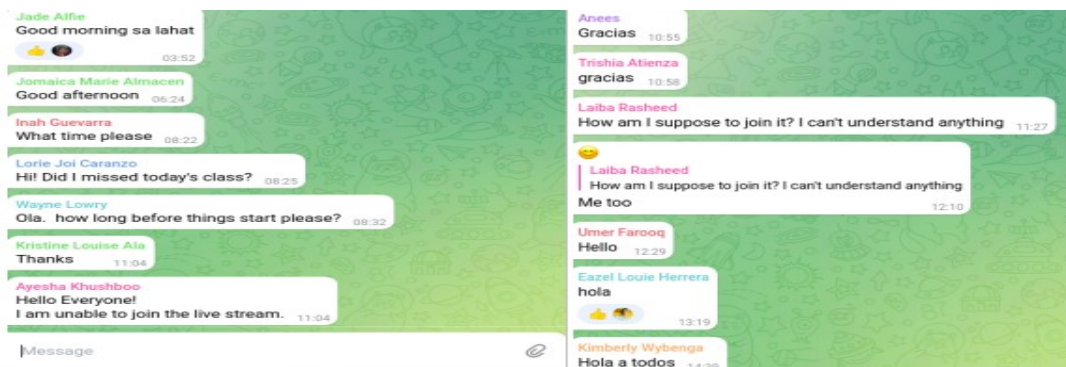 Jade Alfie
Good morning sa lahat
03:52
Jomaica Marie Almacen
Good afternoon 06:24
Inah Guevarra
What time please 08:22
Lorie Joi Caranzo
Hi! Did I missed today's class? 08:25
Wayne Lowry
Ola. how long before things start please? 08:32
Kristine Louise Ala
Thanks 11:04
Ayesha Khushboo
Hello Everyone!
I am unable to join the live stream. 11:04
Message
Anees
Gracias 10:55
Trishia Atienza
gracias 10:58
Laiba Rasheed
How am I suppose to join it? I can't understand anything 11:27
Laiba Rasheed
How am I suppose to join it? I can't understand anything
Me too 12:10
Umer Farooq
Hello 12:29
Eazel Louie Herrera
hola
13:19
Kimberly Wybenga
Hola a todos